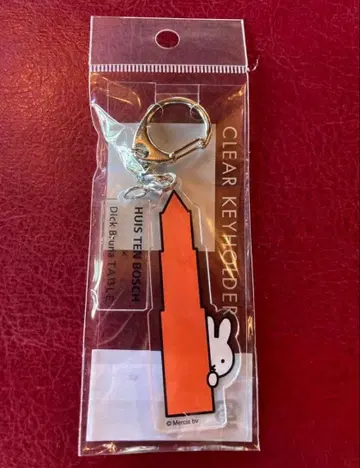 CLEAR KEYHOLDER
HUIS TEN BOSCH
×
Dick Bruna TABLE
© Mercis bv